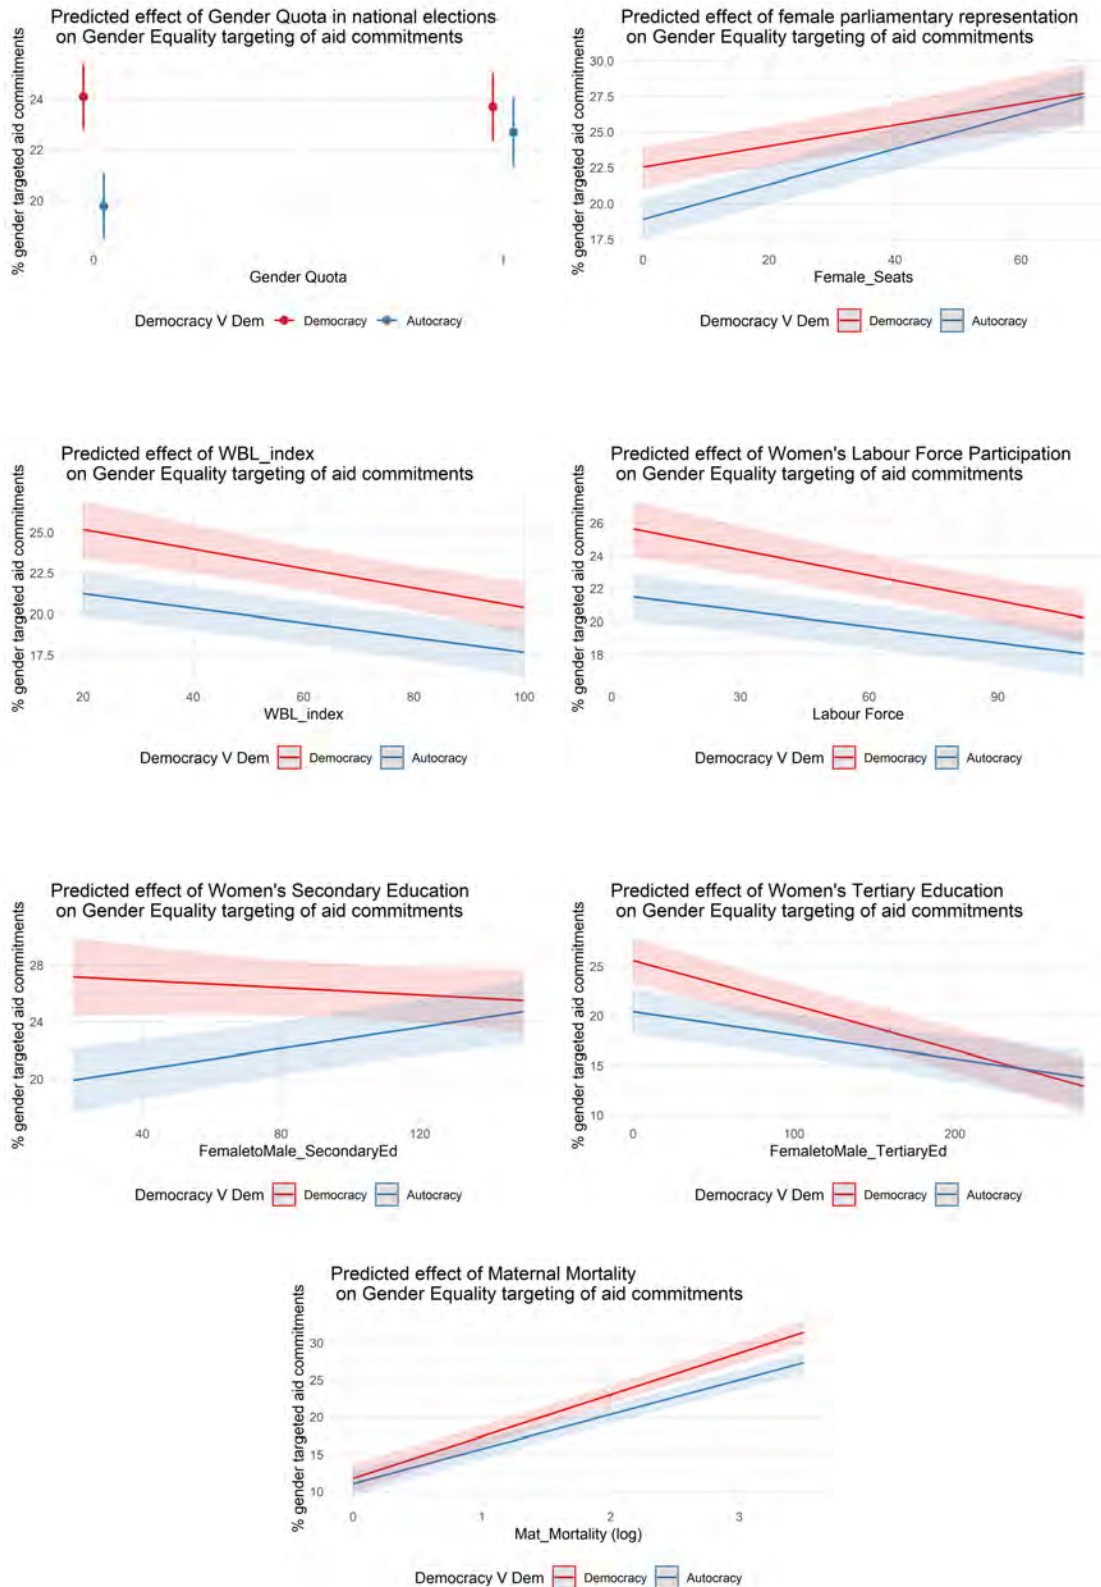 Predicted effect of Gender Quota in national elections
on Gender Equality targeting of aid commitments
% gender targeted aid commitments
24
22
20
0
1
Gender Quota
Democracy V Dem Democracy Autocracy
Predicted effect of female parliamentary representation
on Gender Equality targeting of aid commitments
% gender targeted aid commitments
30.0
27.5
25.0
22.5
20.0
17.5
0 20 40 60
Female_Seats
Democracy V Dem Democracy Autocracy
Predicted effect of WBL_index
on Gender Equality targeting of aid commitments
% gender targeted aid commitments
25.0
22.5
20.0
17.5
20 40 60 80 100
WBL_index
Democracy V Dem Democracy Autocracy
Predicted effect of Women's Labour Force Participation
on Gender Equality targeting of aid commitments
% gender targeted aid commitments
26
24
22
20
18
0 30 60 90
Labour Force
Democracy V Dem Democracy Autocracy
Predicted effect of Women's Secondary Education
on Gender Equality targeting of aid commitments
% gender targeted aid commitments
28
24
20
40 80 120
FemaletoMale_SecondaryEd
Democracy V Dem Democracy Autocracy
Predicted effect of Women's Tertiary Education
on Gender Equality targeting of aid commitments
% gender targeted aid commitments
25
20
15
10
0 100 200
FemaletoMale_TertiaryEd
Democracy V Dem Democracy Autocracy
Predicted effect of Maternal Mortality
on Gender Equality targeting of aid commitments
% gender targeted aid commitments
30
25
20
15
10
0 1 2 3
Mat_Mortality (log)
Democracy V Dem Democracy Autocracy